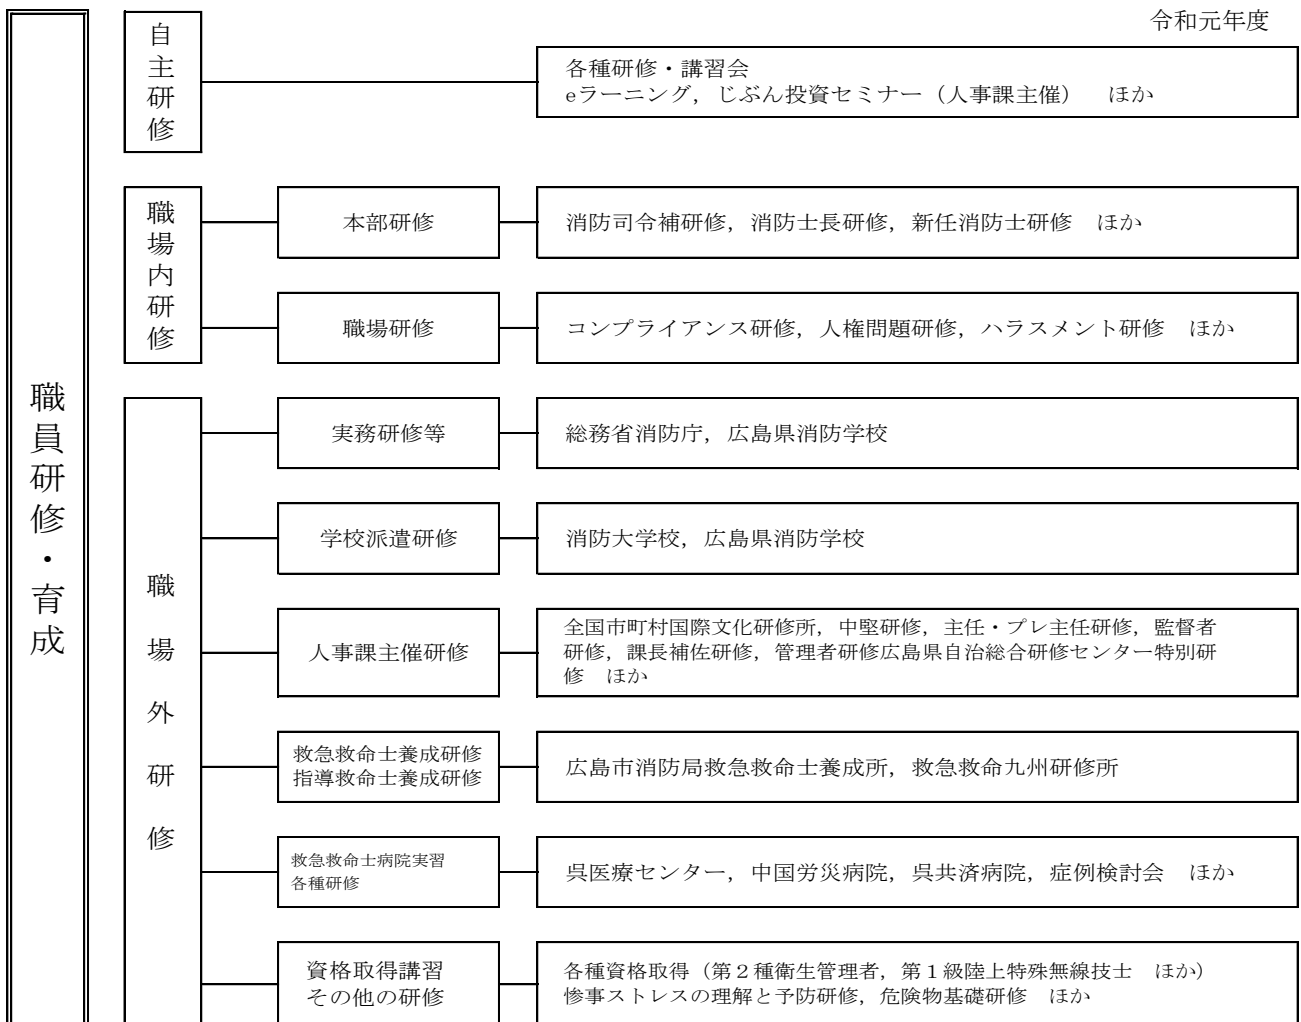 令和元年度
職員研修・育成
自主研修
各種研修・講習会
eラーニング，じぶん投資セミナー（人事課主催）　ほか
職場内研修
本部研修
消防司令補研修，消防士長研修，新任消防士研修　ほか
職場研修
コンプライアンス研修，人権問題研修，ハラスメント研修　ほか
職場外研修
実務研修等
総務省消防庁，広島県消防学校
学校派遣研修
消防大学校，広島県消防学校
人事課主催研修
全国市町村国際文化研修所，中堅研修，主任・プレ主任研修，監督者
研修，課長補佐研修，管理者研修広島県自治総合研修センター特別研
修　ほか
救急救命士養成研修
指導救命士養成研修
広島市消防局救急救命士養成所，救急救命九州研修所
救急救命士病院実習
各種研修
呉医療センター，中国労災病院，呉共済病院，症例検討会　ほか
資格取得講習
その他の研修
各種資格取得（第２種衛生管理者，第１級陸上特殊無線技士　ほか）
惨事ストレスの理解と予防研修，危険物基礎研修　ほか